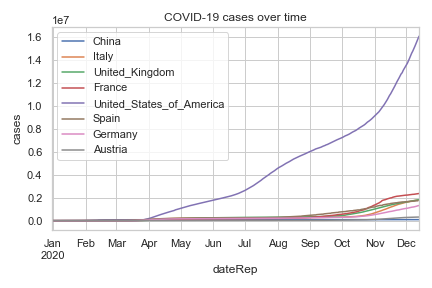 COVID-19 cases over time
1e7
1.6
1.4
1.2
1.0
0.8
0.6
0.4
0.2
0.0
cases
China
Italy
United_Kingdom
France
United_States_of_America
Spain
Germany
Austria
Jan Feb Mar Apr May Jun Jul Aug Sep Oct Nov Dec
2020
dateRep